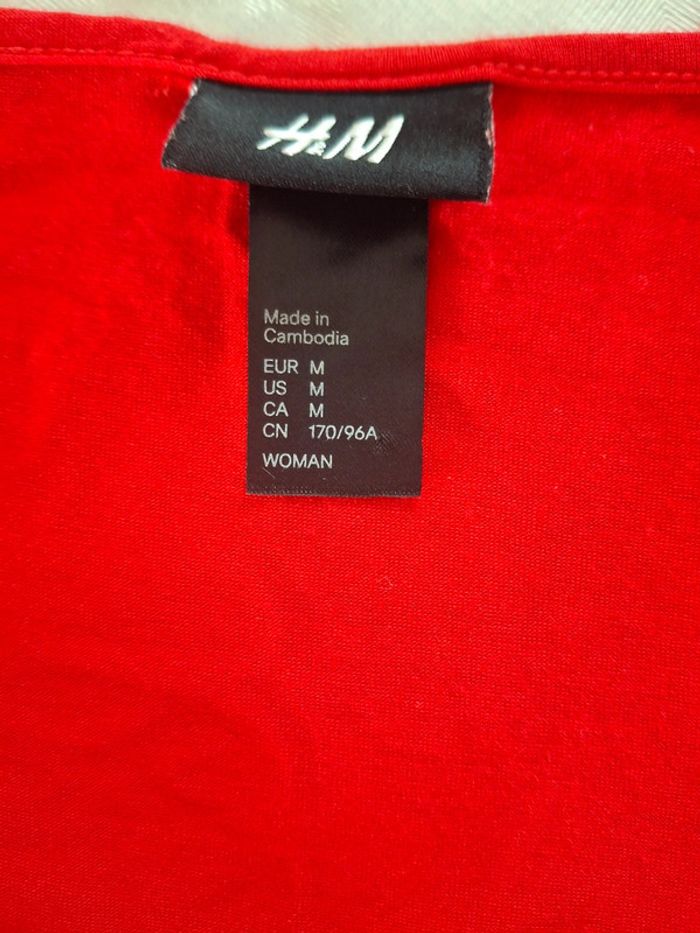 H&M
Made in
Cambodia
EUR M
US M
CA M
CN 170/96A
WOMAN